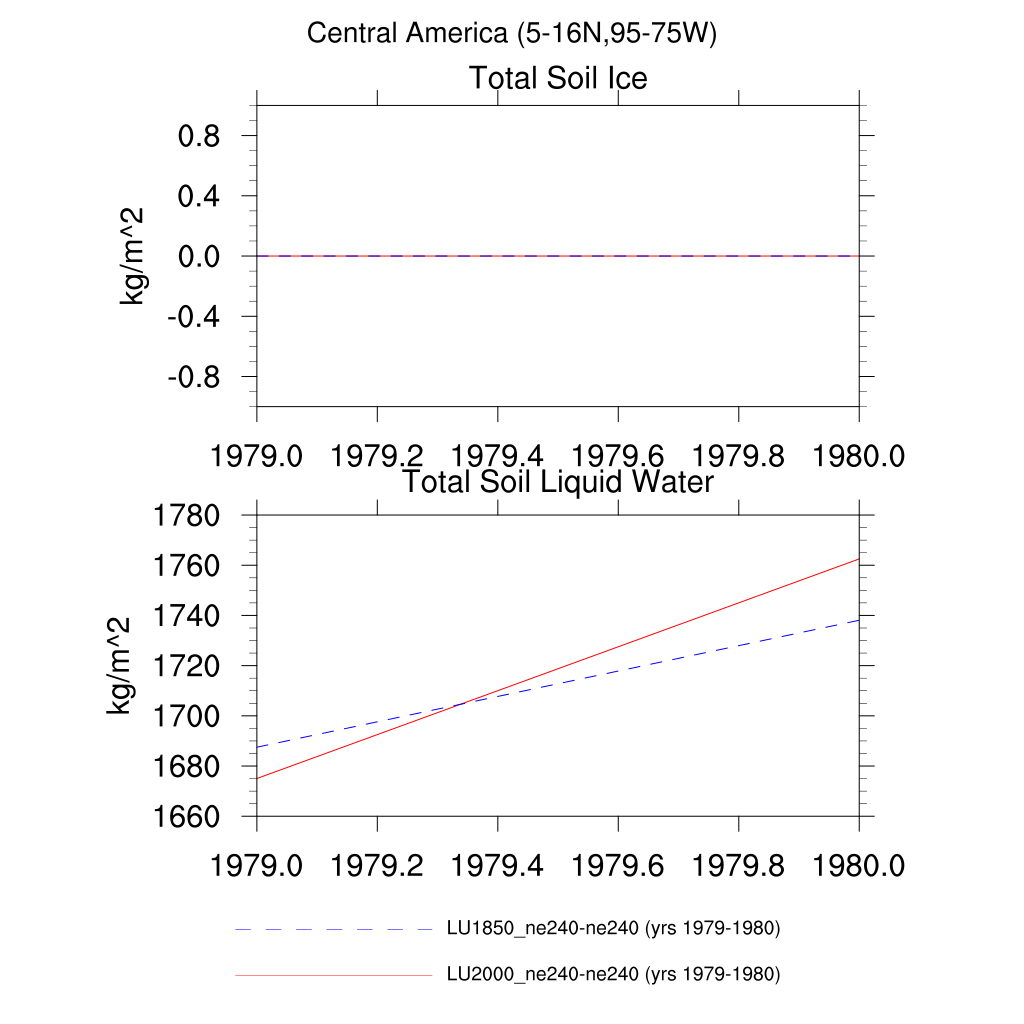 Central America (5-16N,95-75W)
Total Soil Ice
0.8
0.4
0.0
-0.4
-0.8
kg/m^2
1979.0 1979.2 1979.4 1979.6 1979.8 1980.0
Total Soil Liquid Water
1780
1760
1740
1720
1700
1680
1660
kg/m^2
1979.0 1979.2 1979.4 1979.6 1979.8 1980.0
LU1850_ne240-ne240 (yrs 1979-1980)
LU2000_ne240-ne240 (yrs 1979-1980)